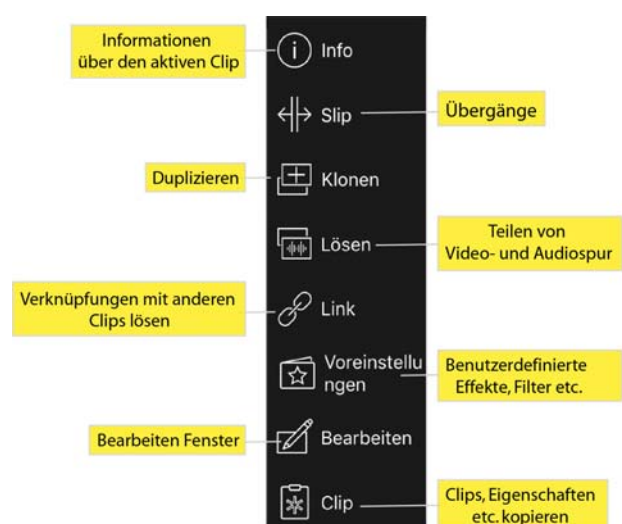 Informationen
über den aktiven Clip
Info
Slip
Übergänge
Duplizieren
Klonen
Lösen
Teilen von
Video- und Audiospur
Verknüpfungen mit anderen
Clips lösen
Link
Voreinstellu
ngen
Benutzerdefinierte
Effekte, Filter etc.
Bearbeiten Fenster
Bearbeiten
Clip
Clips, Eigenschaften
etc. kopieren